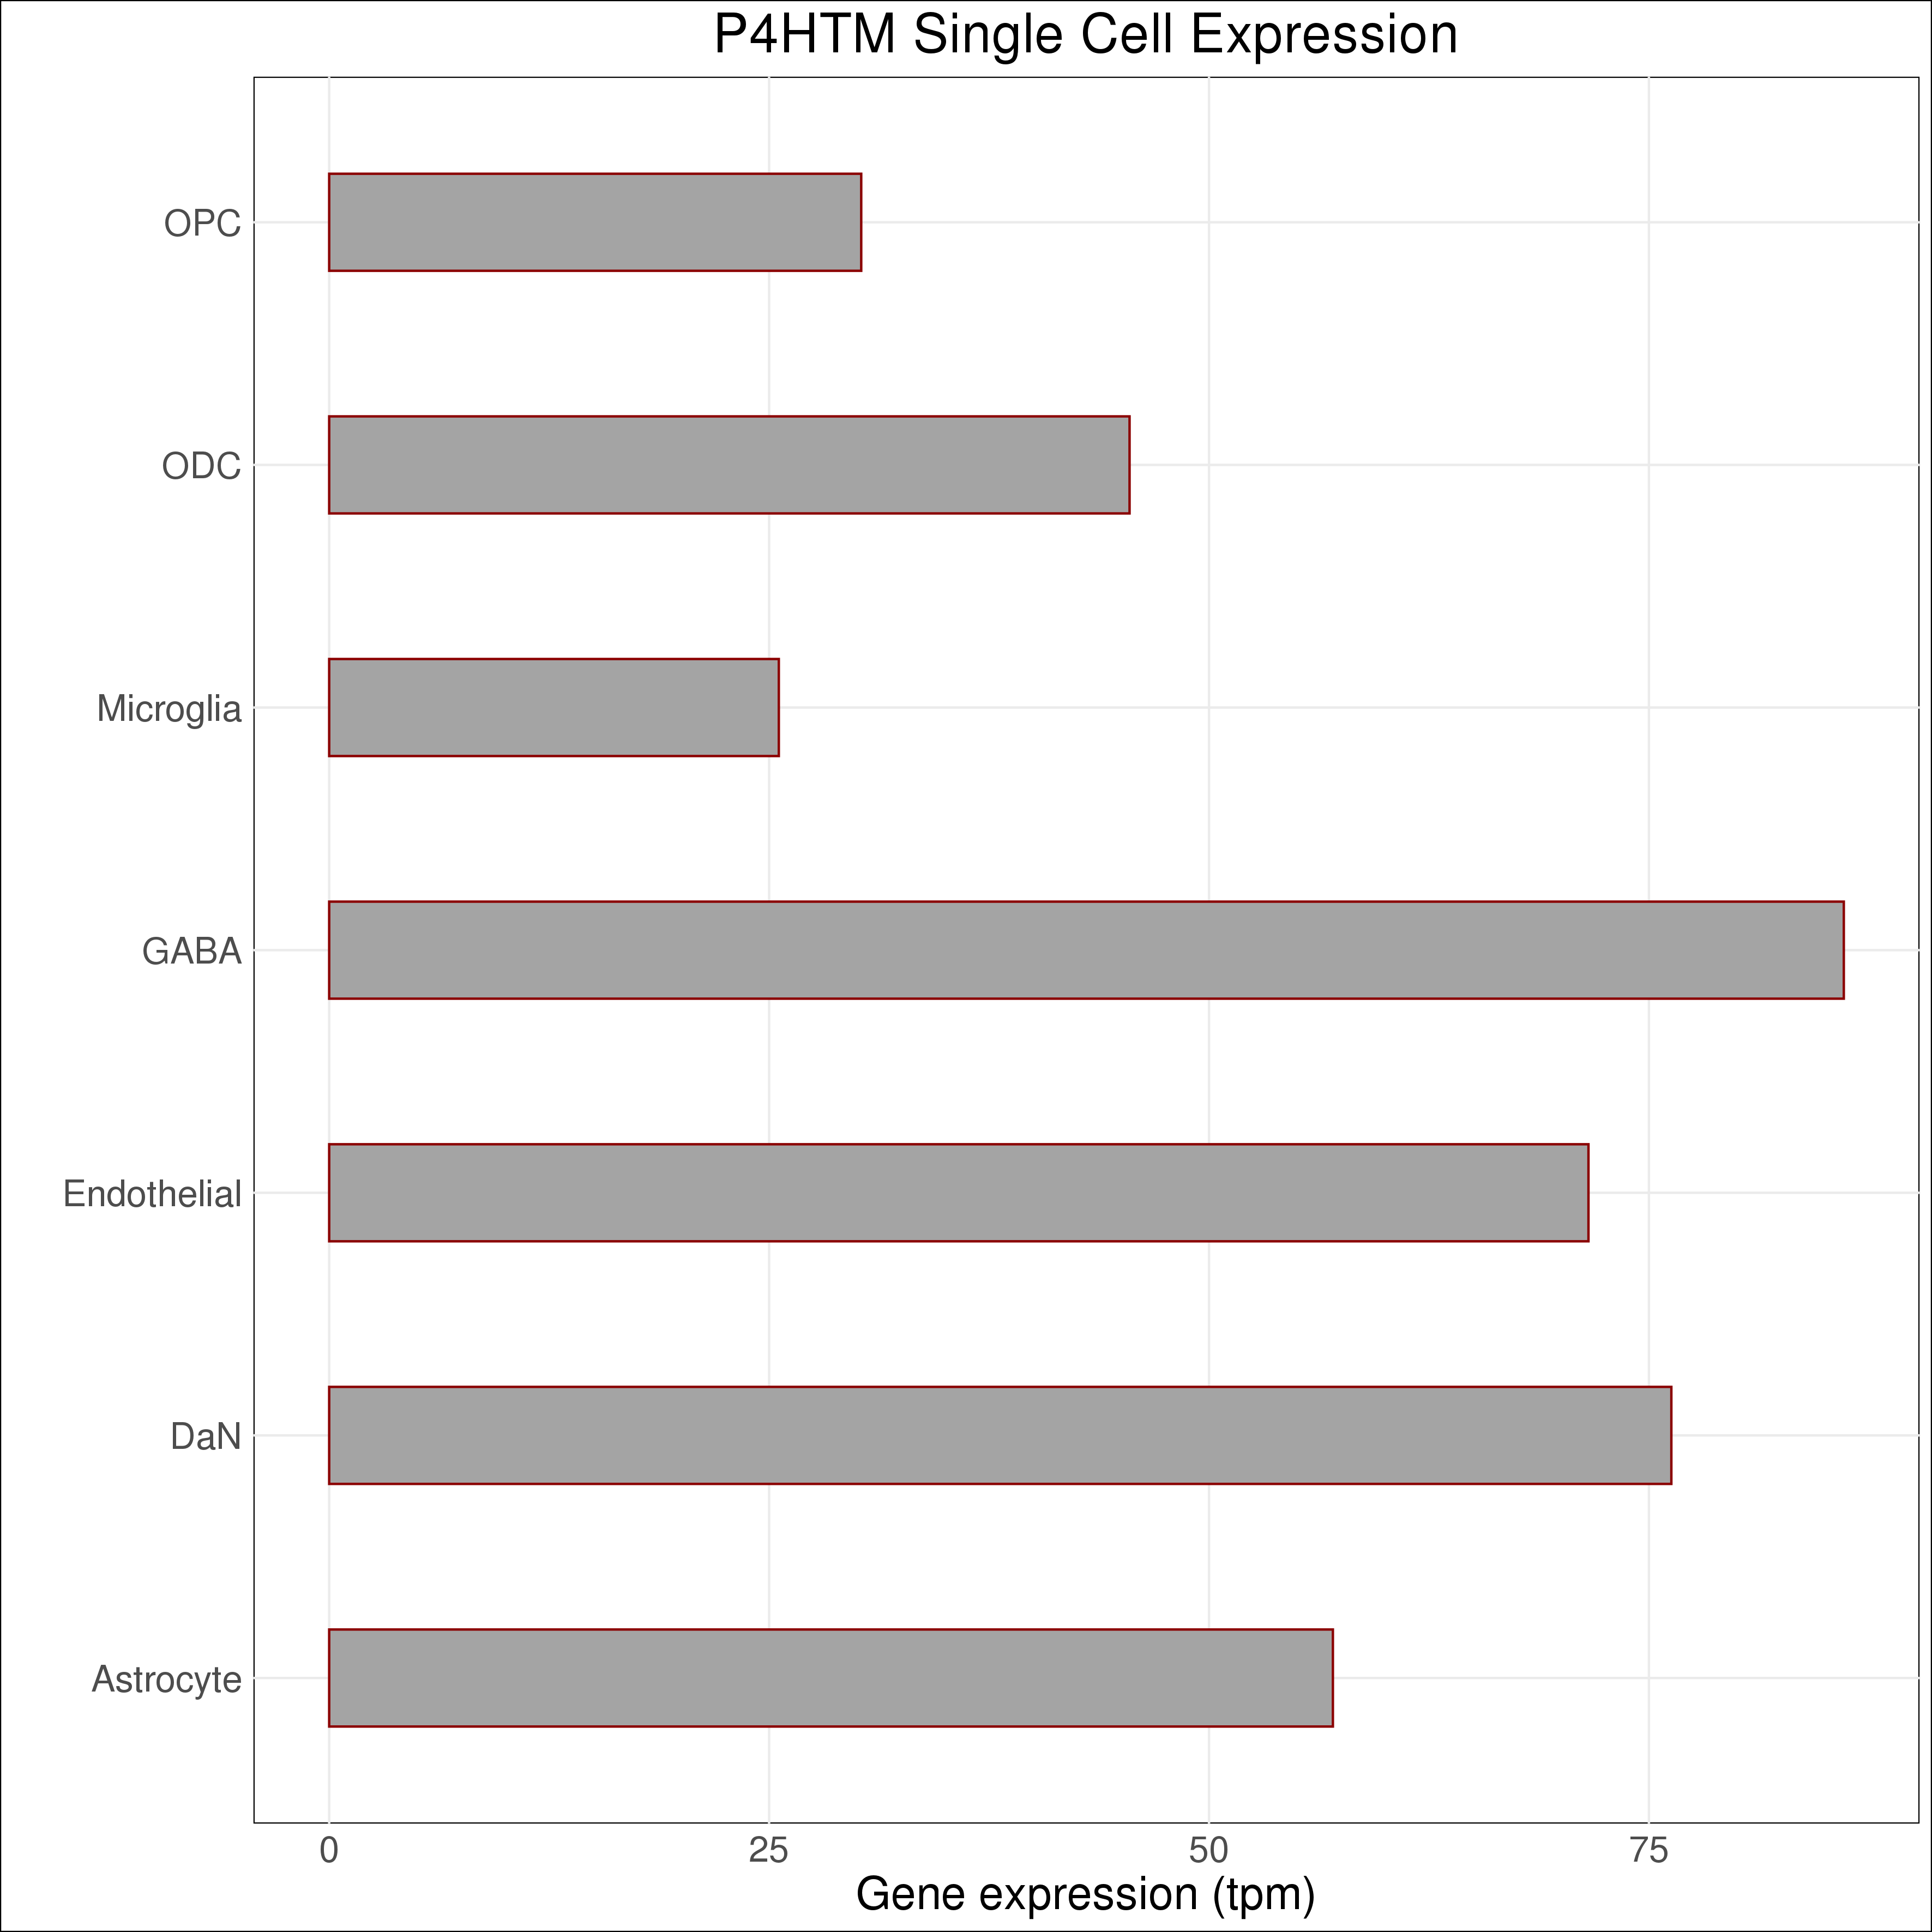 P4HTM Single Cell Expression
OPC
ODC
Microglia
GABA
Endothelial
DaN
Astrocyte
0 25 50 75
Gene expression (tpm)